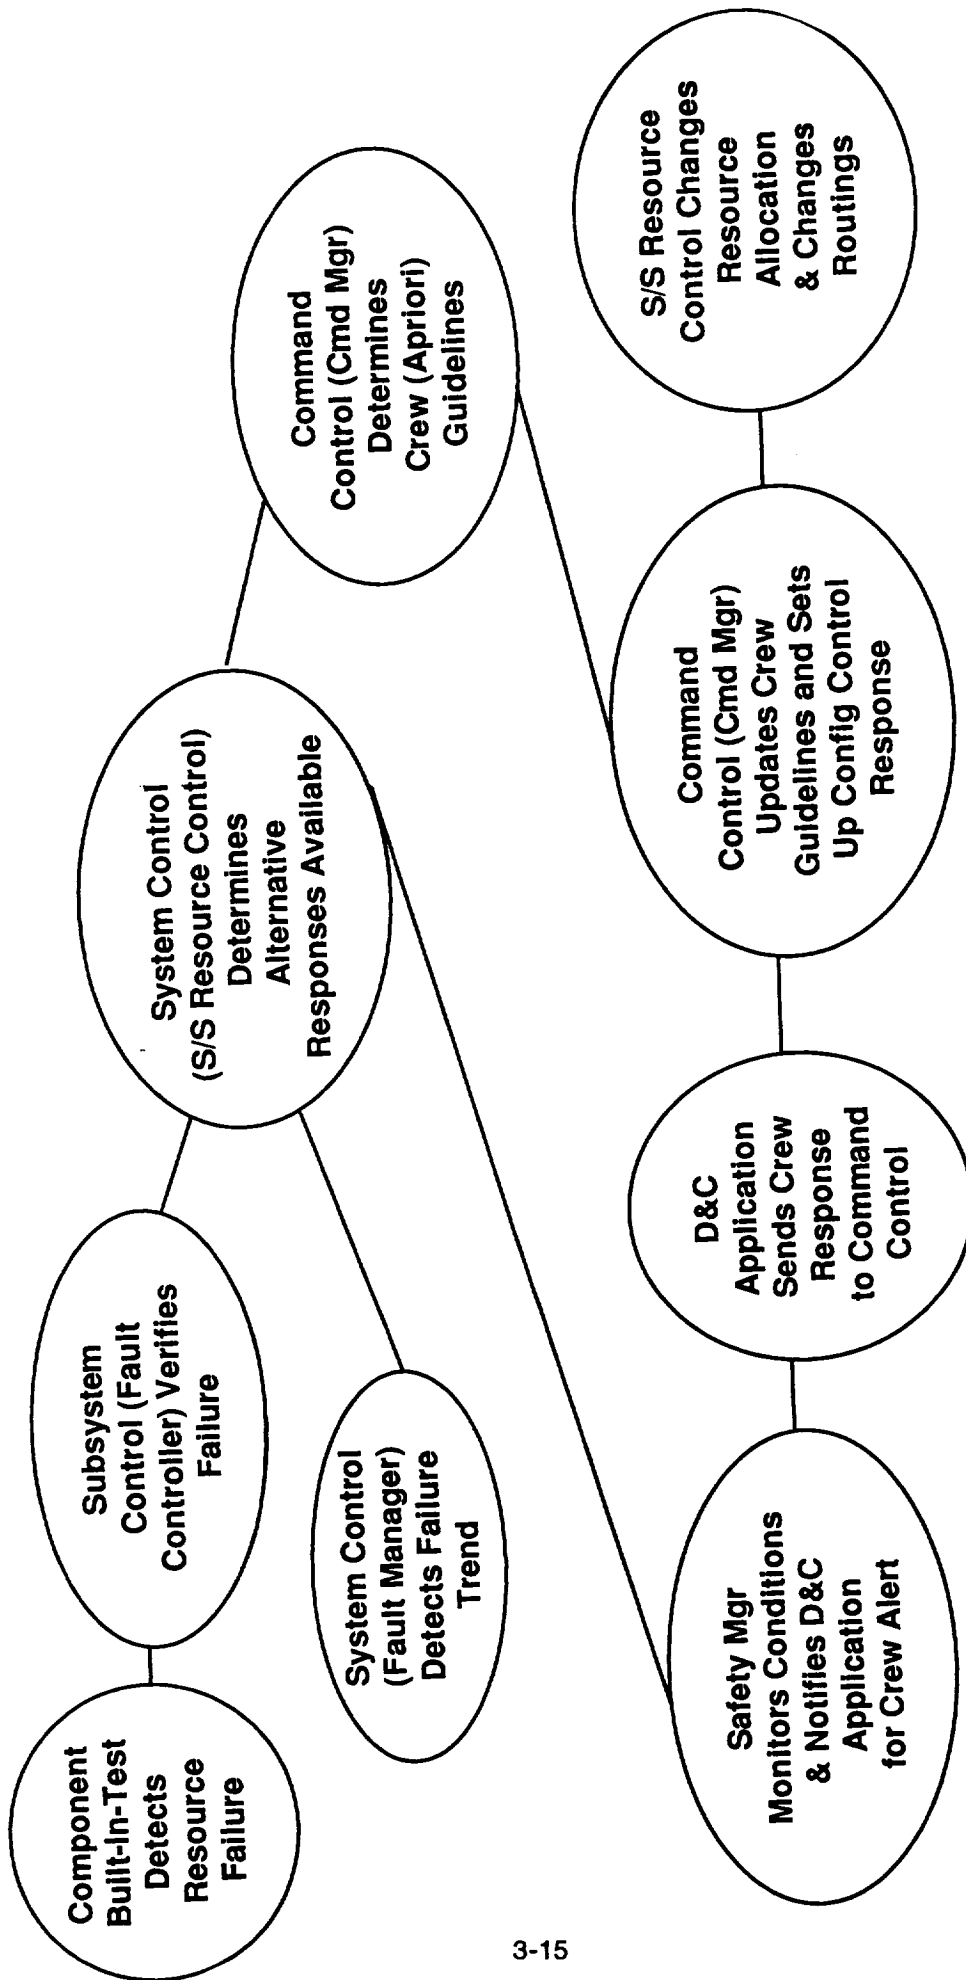 Component
Built-In-Test
Detects
Resource
Failure
Subsystem
Control (Fault
Controller) Verifies
Failure
System Control
(Fault Manager)
Detects Failure
Trend
System Control
(S/S Resource Control)
Determines
Alternative
Responses Available
Command
Control (Cmd Mgr)
Determines
Crew (Apriori)
Guidelines
Safety Mgr
Monitors Conditions
& Notifies D&C
Application
for Crew Alert
D&C
Application
Sends Crew
Response
to Command
Control
Command
Control (Cmd Mgr)
Updates Crew
Guidelines and Sets
Up Config Control
Response
S/S Resource
Control Changes
Resource
Allocation
& Changes
Routings
3-15